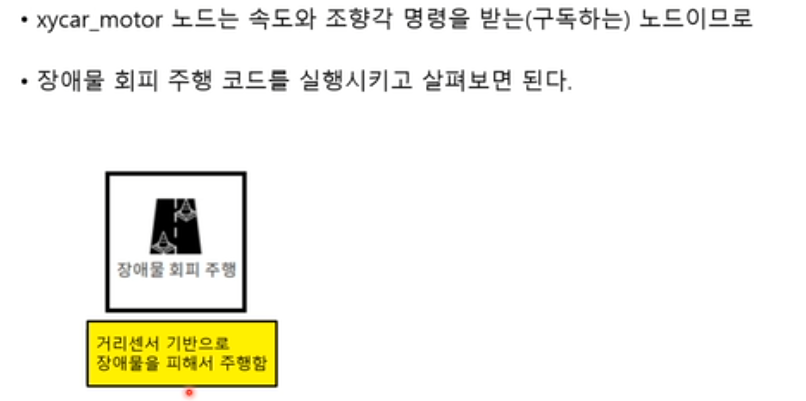 • xycar_motor 노드는 속도와 조향각 명령을 받는(구독하는) 노드이므로
• 장애물 회피 주행 코드를 실행시키고 살펴보면 된다.
장애물 회피 주행
거리센서 기반으로
장애물을 피해서 주행함